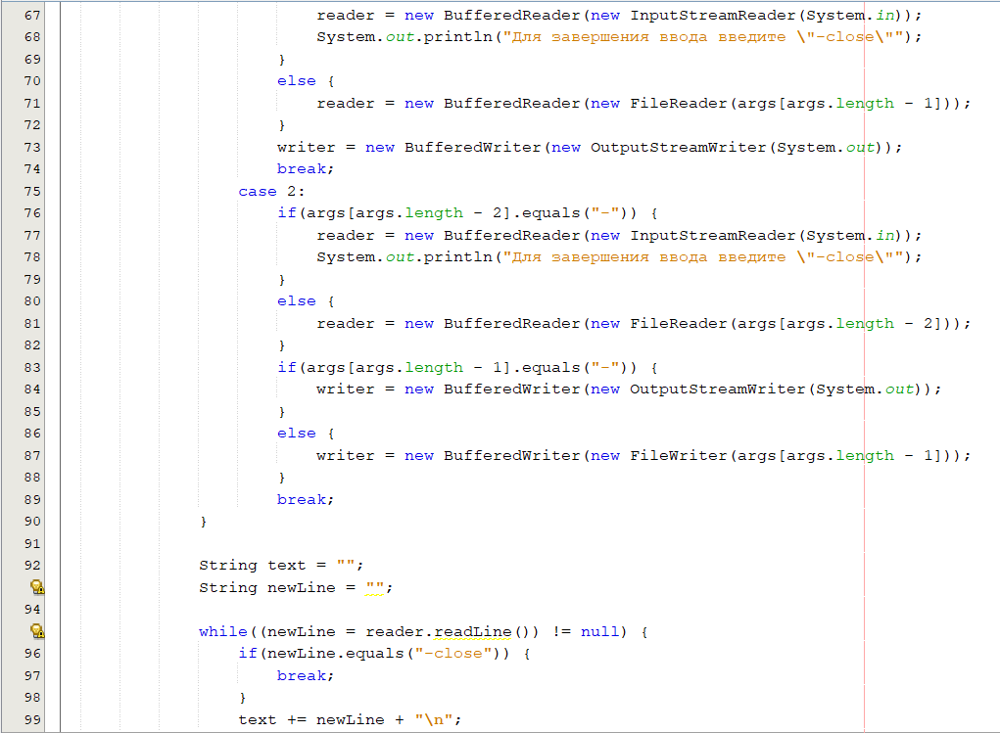 67 reader = new BufferedReader(new InputStreamReader(System.in));
68 System.out.println("Для завершения ввода введите \"-close\"");
69 }
70 else {
71 reader = new BufferedReader(new FileReader(args[args.length - 1]));
72 }
73 writer = new BufferedWriter(new OutputStreamWriter(System.out));
74 break;
75 case 2:
76 if(args[args.length - 2].equals("-")) {
77 reader = new BufferedReader(new InputStreamReader(System.in));
78 System.out.println("Для завершения ввода введите \"-close\"");
79 }
80 else {
81 reader = new BufferedReader(new FileReader(args[args.length - 2]));
82 }
83 if(args[args.length - 1].equals("-")) {
84 writer = new BufferedWriter(new OutputStreamWriter(System.out));
85 }
86 else {
87 writer = new BufferedWriter(new FileWriter(args[args.length - 1]));
88 }
89 break;
90 }
91
92 String text = "";
String newLine = "";
94
while((newLine = reader.readLine()) != null) {
96 if(newLine.equals("-close")) {
97 break;
98 }
99 text += newLine + "\n";